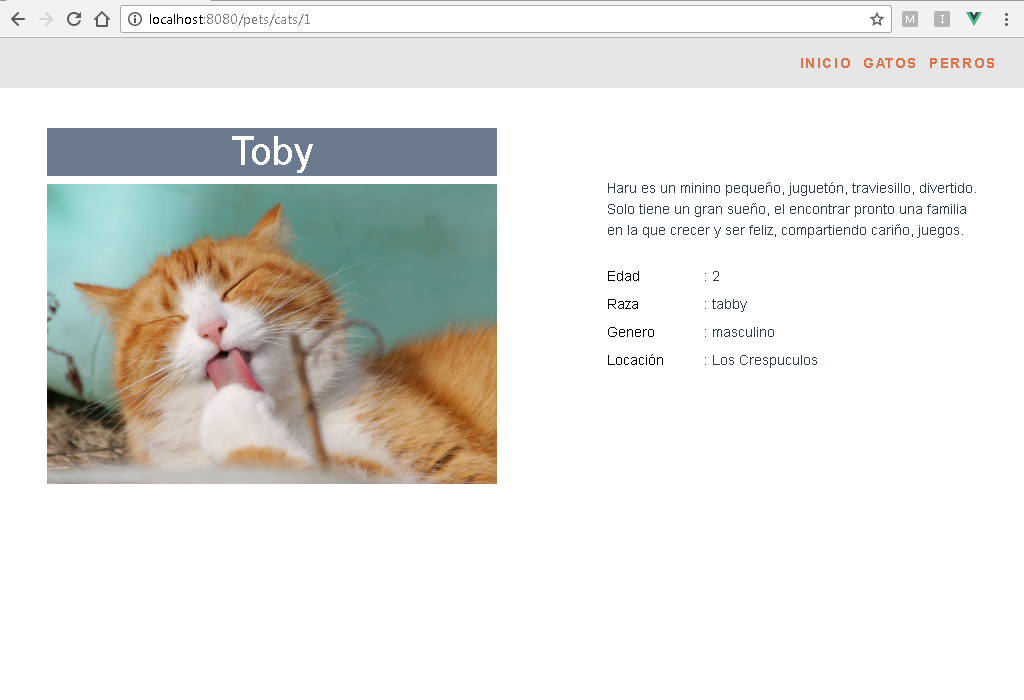 localhost:8080/pets/cats/1
M I
INICIO GATOS PERROS
Toby
Haru es un minino pequeño, juguetón, traviesillo, divertido.
Solo tiene un gran sueño, el encontrar pronto una familia
en la que crecer y ser feliz, compartiendo cariño, juegos.
Edad : 2
Raza : tabby
Genero : masculino
Locación : Los Crespuculos